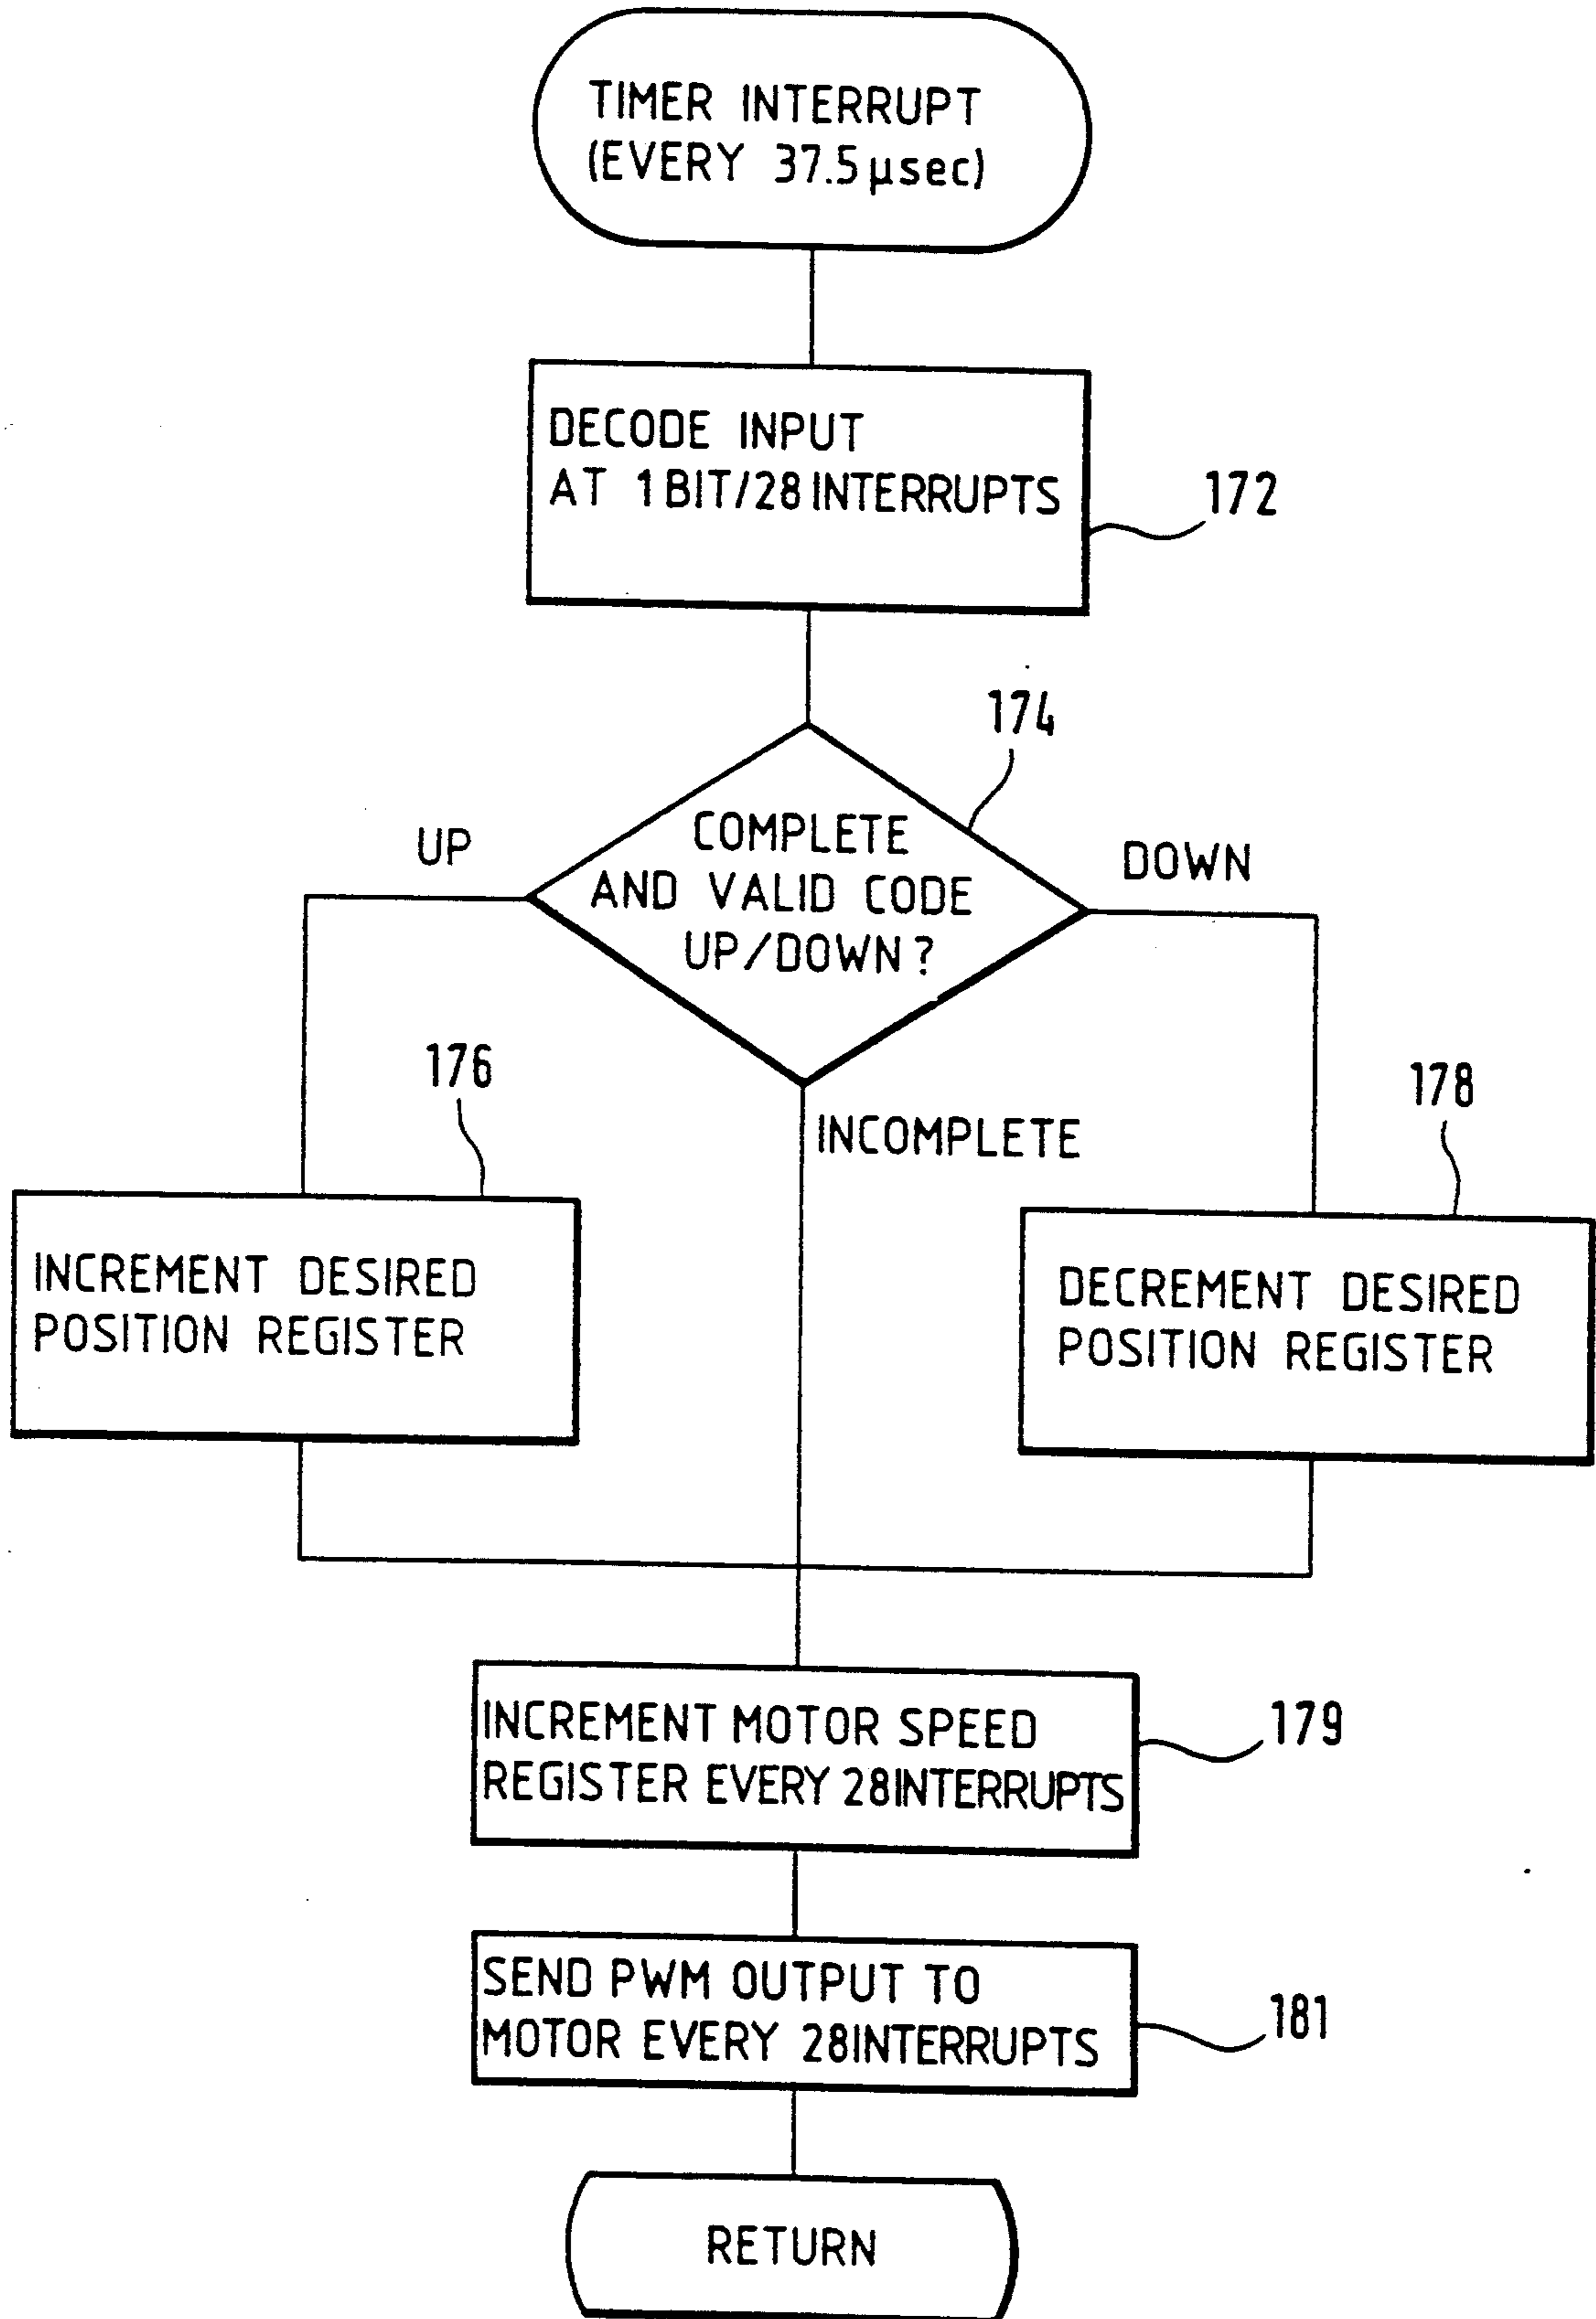 TIMER INTERRUPT
(EVERY 37.5 µsec)
DECODE INPUT
AT 1 BIT/28 INTERRUPTS
172
174
COMPLETE
AND VALID CODE
UP/DOWN?
UP
DOWN
INCOMPLETE
176
178
INCREMENT DESIRED
POSITION REGISTER
DECREMENT DESIRED
POSITION REGISTER
INCREMENT MOTOR SPEED
REGISTER EVERY 28 INTERRUPTS
179
SEND PWM OUTPUT TO
MOTOR EVERY 28 INTERRUPTS
181
RETURN